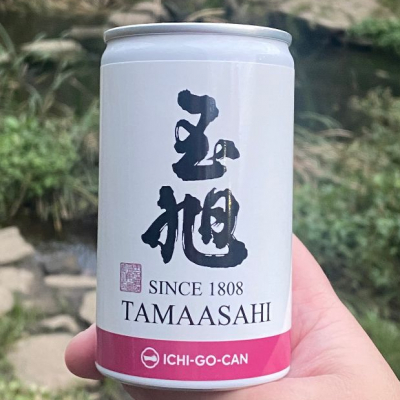 玉
旭
SINCE 1808
TAMAASAHI
ICHI-GO-CAN